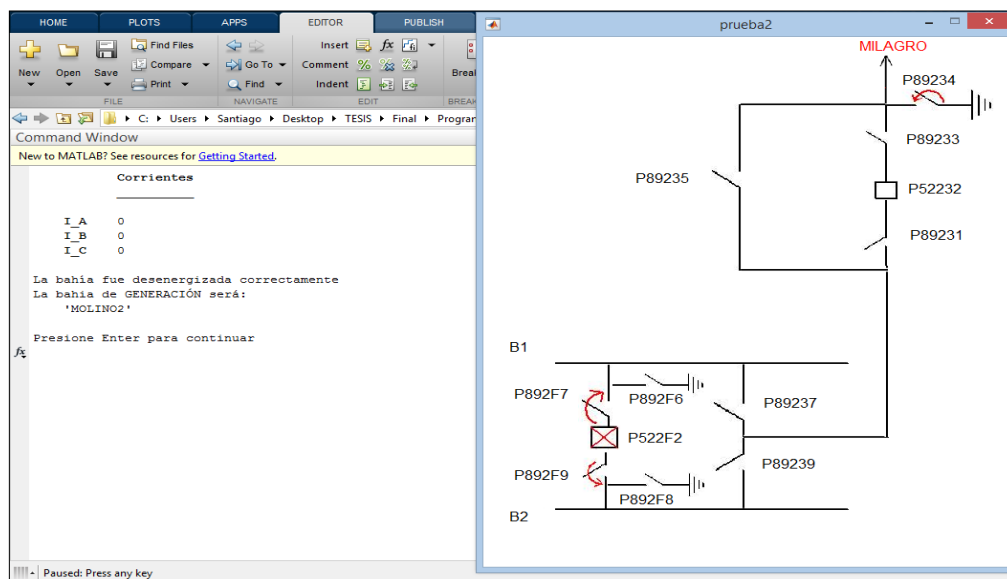 HOME PLOTS APPS EDITOR PUBLISH
New Open Save
Find Files
Compare
Print
Go To
Find
Insert fx
Comment
Indent
FILE NAVIGATE EDIT
C: Users Santiago Desktop TESIS Final
Command Window
New to MATLAB? See resources for Getting Started.
Corrientes
I_A 0
I_B 0
I_C 0
La bahía fue desenergizada correctamente
La bahia de GENERACIÓN será:
'MOLINO2'
Presione Enter para continuar
fx
Paused: Press any key
prueba2
MILAGRO
P89234
P89233
P89235
P52232
P89231
B1
P892F7
P892F6
P89237
P522F2
P892F9
P89239
P892F8
B2